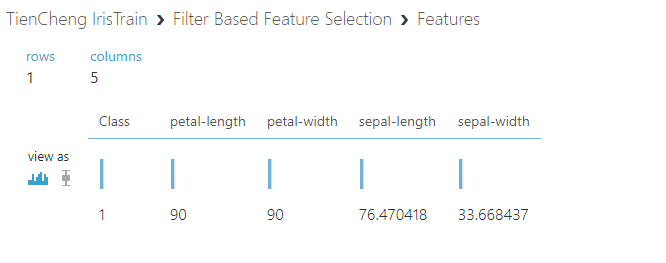 TienCheng IrisTrain › Filter Based Feature Selection › Features
rows columns
1 5
Class petal-length petal-width sepal-length sepal-width
view as
1 90 90 76.470418 33.668437